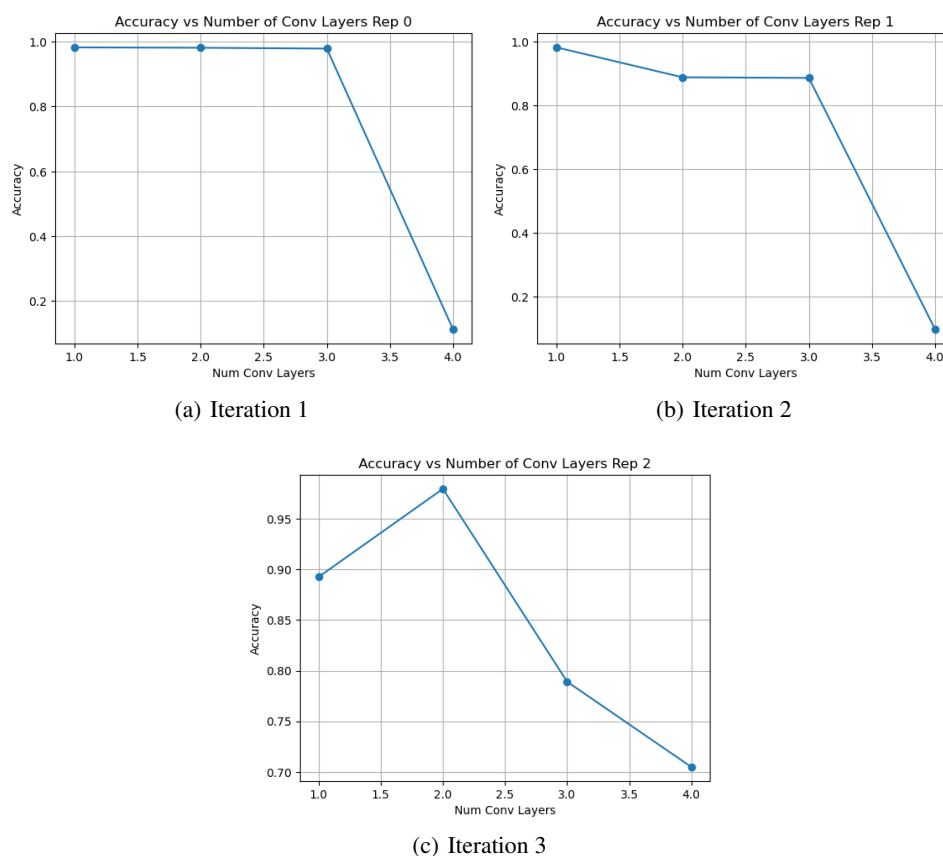 Accuracy vs Number of Conv Layers Rep 0
1.0
0.8
0.6
0.4
0.2
Accuracy
1.0 1.5 2.0 2.5 3.0 3.5 4.0
Num Conv Layers
(a) Iteration 1
Accuracy vs Number of Conv Layers Rep 1
1.0
0.8
0.6
0.4
0.2
Accuracy
1.0 1.5 2.0 2.5 3.0 3.5 4.0
Num Conv Layers
(b) Iteration 2
Accuracy vs Number of Conv Layers Rep 2
0.95
0.90
0.85
0.80
0.75
0.70
Accuracy
1.0 1.5 2.0 2.5 3.0 3.5 4.0
Num Conv Layers
(c) Iteration 3